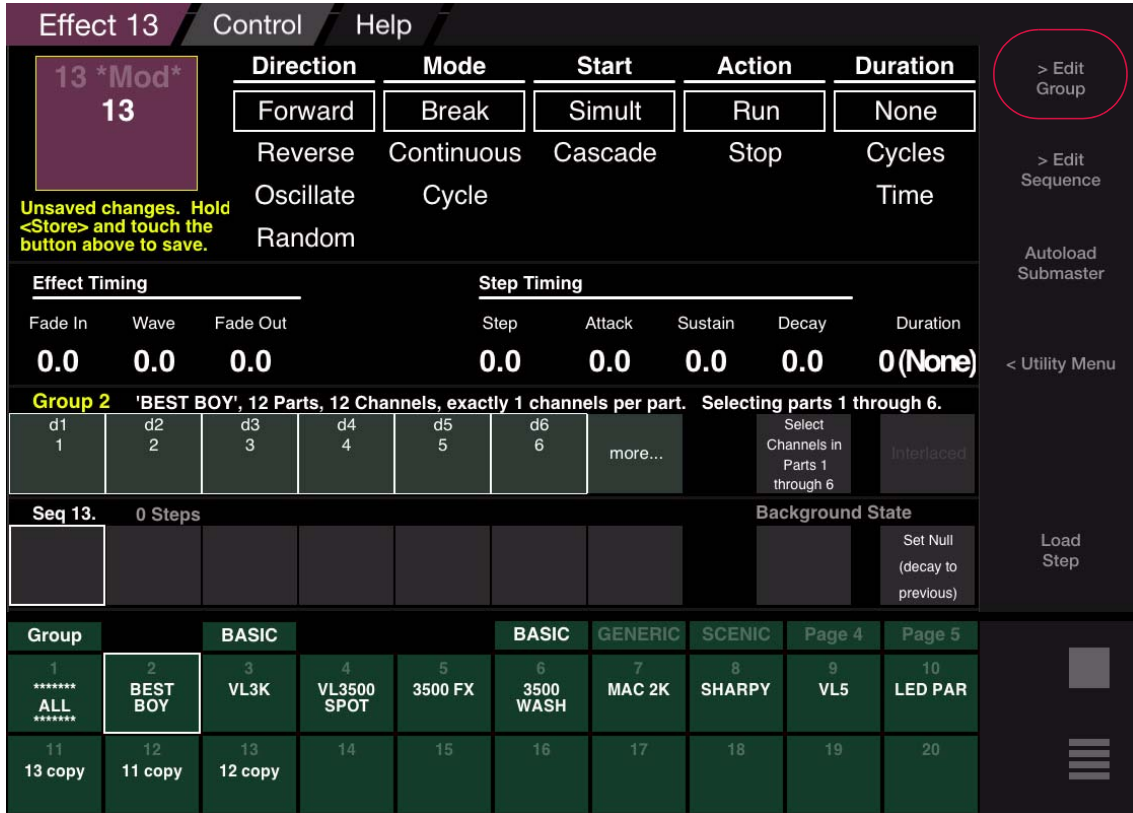 Effect 13 Control Help
13 *Mod*
13
Unsaved changes. Hold
<Store> and touch the
button above to save.
Direction Mode Start Action Duration
Forward Break Simult Run None
Reverse Continuous Cascade Stop Cycles
Oscillate Cycle Time
Random
> Edit
Group
> Edit
Sequence
Autoload
Submaster
< Utility Menu
Load
Step
Effect Timing Step Timing
Fade In Wave Fade Out Step Attack Sustain Decay Duration
0.0 0.0 0.0 0.0 0.0 0.0 0.0 0 (None)
Group 2 'BEST BOY', 12 Parts, 12 Channels, exactly 1 channels per part. Selecting parts 1 through 6.
d1 d2 d3 d4 d5 d6
1 2 3 4 5 6
more...
Select
Channels in
Parts 1
through 6
Interlaced
Seq 13. 0 Steps Background State
Set Null
(decay to
previous)
Group BASIC BASIC GENERIC SCENIC Page 4 Page 5
1 2 3 4 5 6 7 8 9 10
*******
ALL
*******
BEST
BOY
VL3K
VL3500
SPOT
3500 FX
3500
WASH
MAC 2K
SHARPY
VL5
LED PAR
11 12 13 14 15 16 17 18 19 20
13 copy 11 copy 12 copy